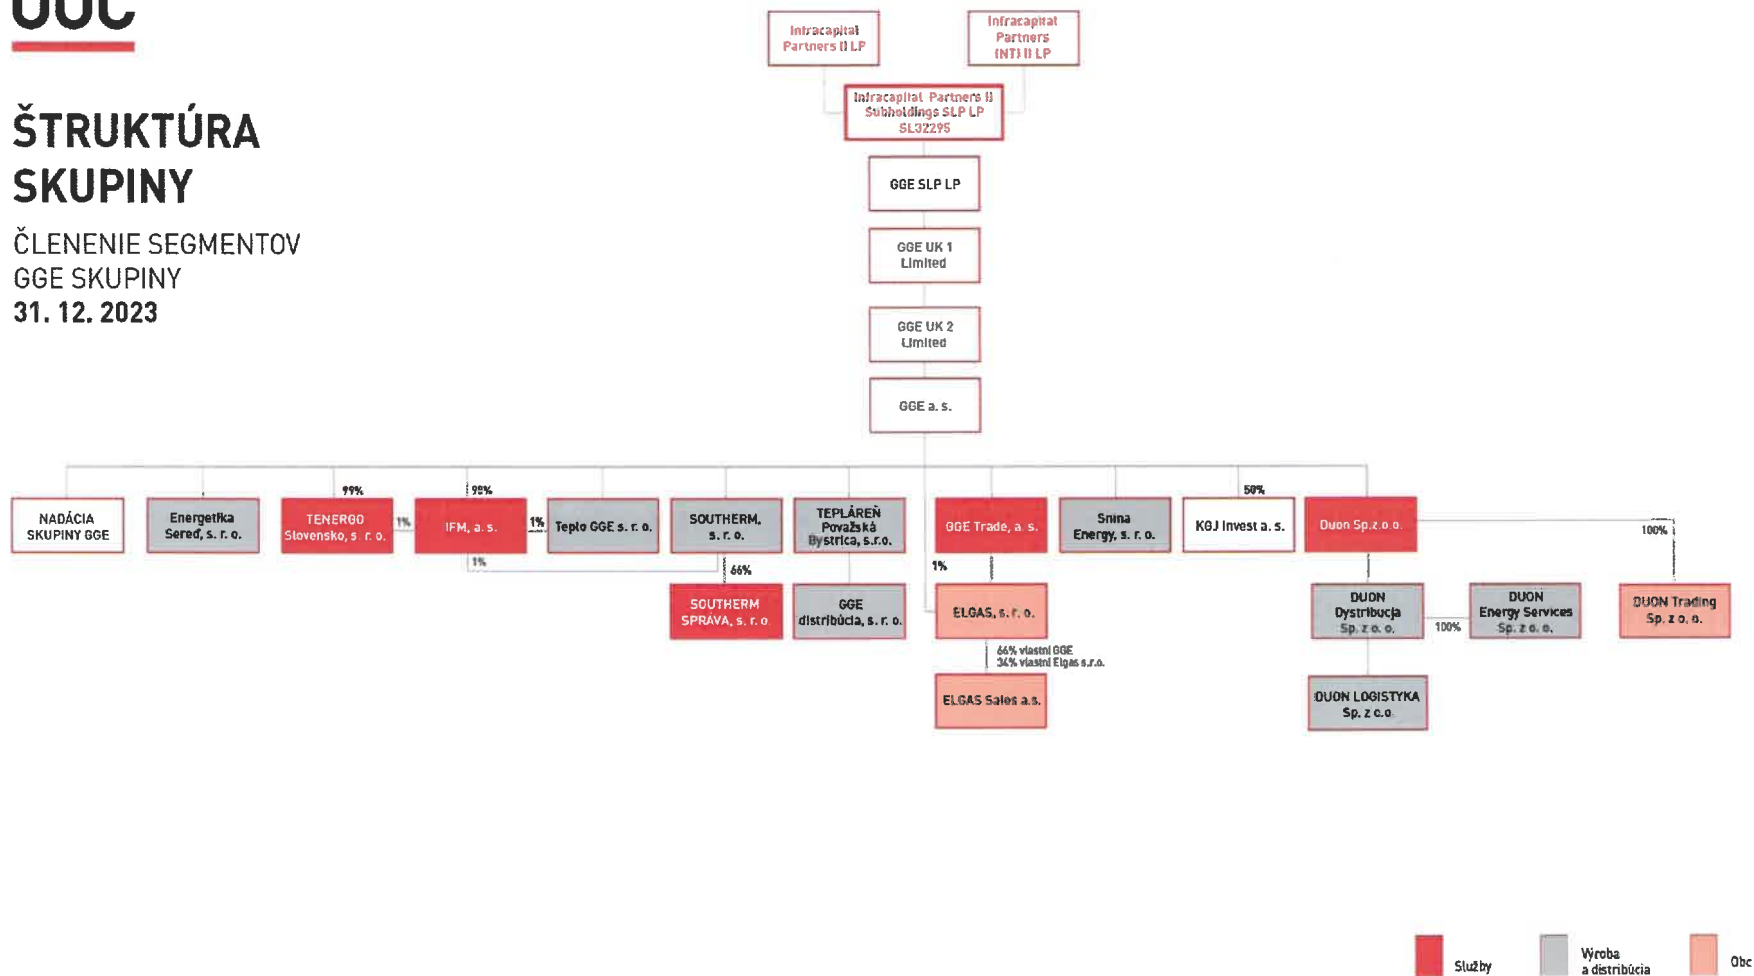 ŠTRUKTÚRA
SKUPINY
ČLENENIE SEGMENTOV
GGE SKUPINY
31. 12. 2023
Infracapital
Partners II LP
Infracapital
Partners
(NT) II LP
Infracapital Partners II
Subholdings SLP LP
SL32295
GGE SLP LP
GGE UK 1
Limited
GGE UK 2
Limited
GGE a. s.
NADÁCIA
SKUPINY GGE
Energetika
Sereď, s. r. o.
99%
TENERGO
Slovensko, s. r. o.
1%
98%
IFM, a. s.
1%
1%
Teplo GGE s. r. o.
SOUTHERM,
s. r. o.
66%
SOUTHERM
SPRÁVA, s. r. o.
TEPLÁREŇ
Považská
Bystrica, s.r.o.
GGE
distribúcia, s. r. o.
GGE Trade, a. s.
1%
ELGAS, s. r. o.
66% vlastní GGE
34% vlastní Elgas s.r.o.
ELGAS Sales a.s.
Snina
Energy, s. r. o.
50%
KGJ Invest a. s.
Duon Sp.z.o.o.
100%
DUON
Dystribucja
Sp. z o. o.
100%
DUON
Energy Services
Sp. z o. o.
DUON Trading
Sp. z o. o.
DUON LOGISTYKA
Sp. z o.o.
Služby
Výroba
a distribúcia
Obc